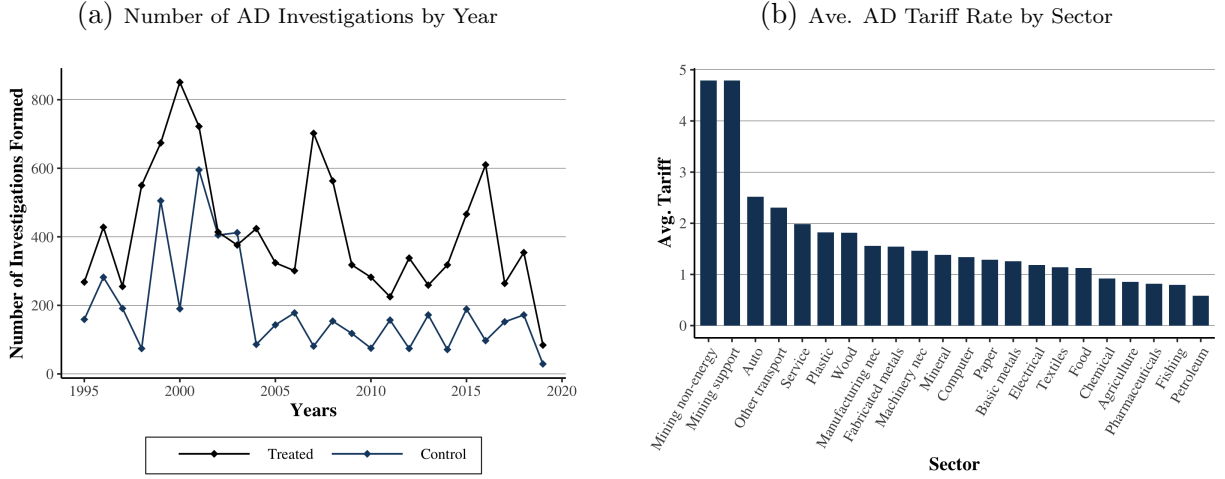 (a) Number of AD Investigations by Year
Number of Investigations Formed
800
600
400
200
0
1995
2000
2005
2010
2015
2020
Years
Treated
Control
(b) Ave. AD Tariff Rate by Sector
Avg. Tariff
5
4
3
2
1
0
Mining non-energy
Mining support
Auto
Other transport
Service
Plastic
Wood
Manufacturing nec
Fabricated metals
Machinery nec
Mineral
Computer
Paper
Basic metals
Electrical
Textiles
Food
Chemical
Agriculture
Pharmaceuticals
Fishing
Petroleum
Sector